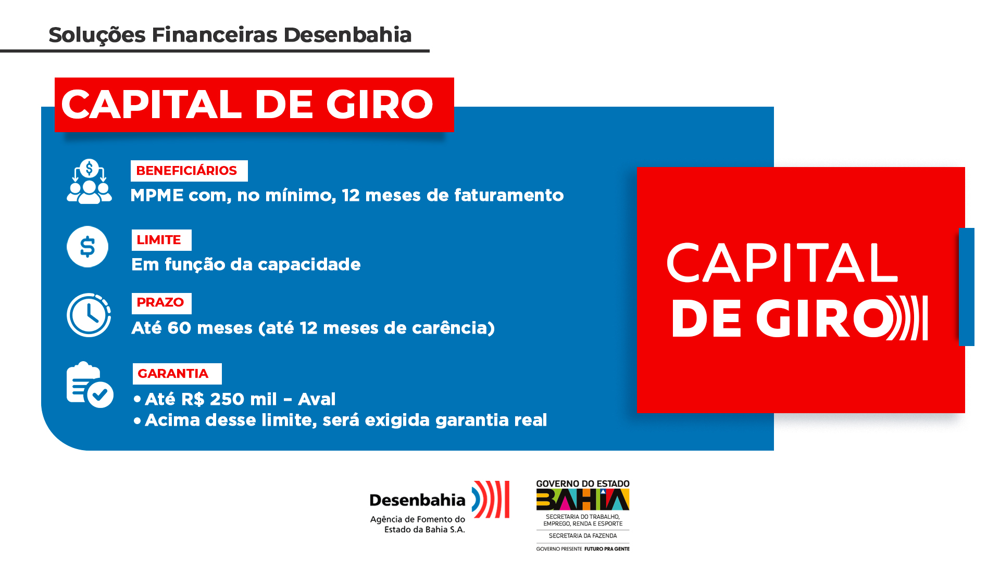 Soluções Financeiras Desenbahia
CAPITAL DE GIRO
BENEFICIÁRIOS
MPME com, no mínimo, 12 meses de faturamento
LIMITE
Em função da capacidade
PRAZO
Até 60 meses (até 12 meses de carência)
GARANTIA
• Até R$ 250 mil – Aval
• Acima desse limite, será exigida garantia real
CAPITAL
DE GIRO
Desenbahia
Agência de Fomento do
Estado da Bahia S.A.
GOVERNO DO ESTADO
BAHIA
SECRETARIA DO TRABALHO,
EMPREGO, RENDA E ESPORTE
SECRETARIA DA FAZENDA
GOVERNO PRESENTE FUTURO PRA GENTE